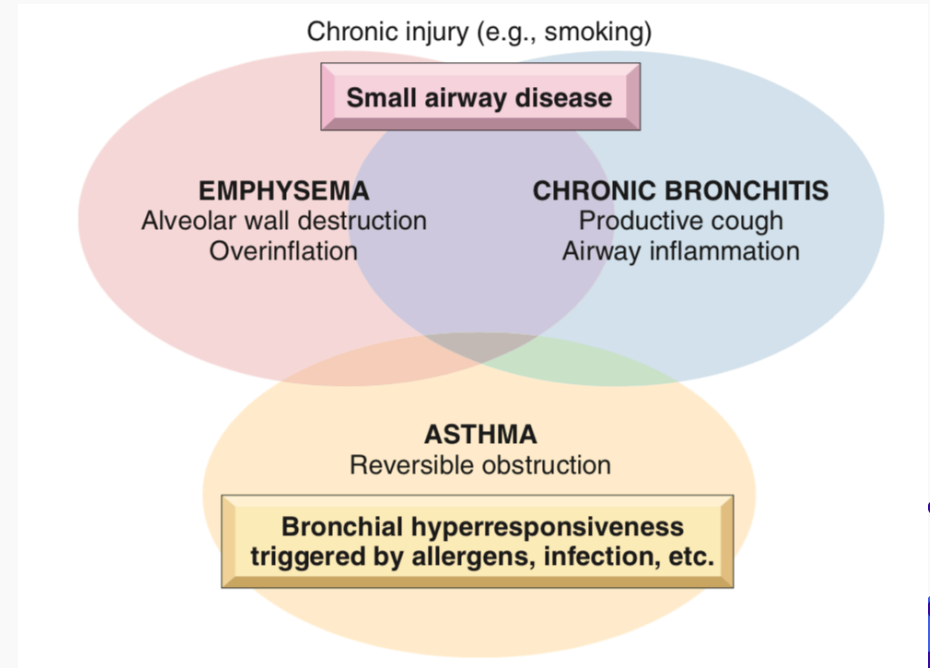 Chronic injury (e.g., smoking)
Small airway disease
EMPHYSEMA
Alveolar wall destruction
Overinflation
CHRONIC BRONCHITIS
Productive cough
Airway inflammation
ASTHMA
Reversible obstruction
Bronchial hyperresponsiveness
triggered by allergens, infection, etc.